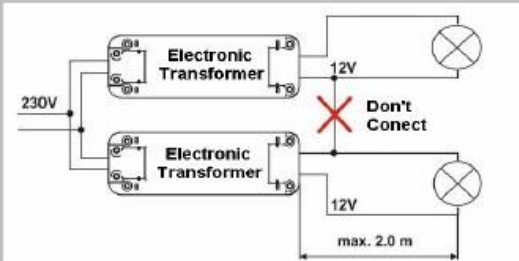 Electronic
Transformer
12V
230V
Don't
Conect
Electronic
Transformer
12V
max. 2.0 m